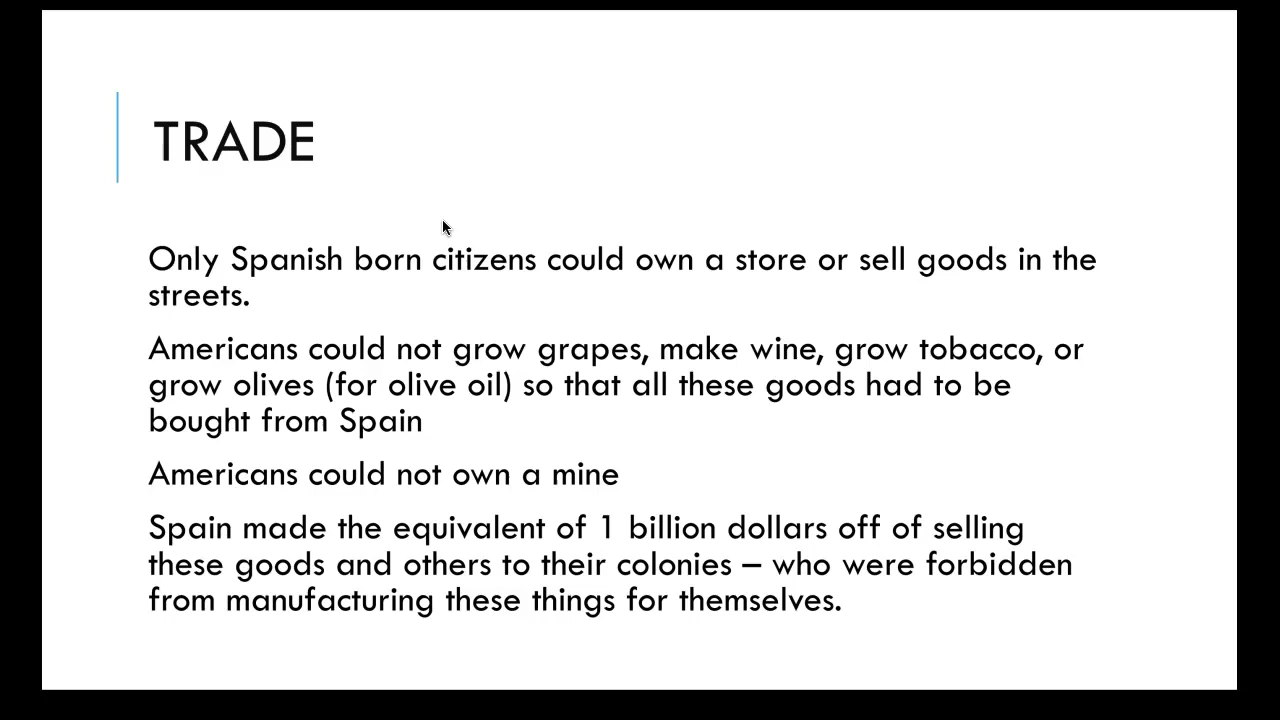 TRADE
Only Spanish born citizens could own a store or sell goods in the
streets.
Americans could not grow grapes, make wine, grow tobacco, or
grow olives (for olive oil) so that all these goods had to be
bought from Spain
Americans could not own a mine
Spain made the equivalent of 1 billion dollars off of selling
these goods and others to their colonies – who were forbidden
from manufacturing these things for themselves.